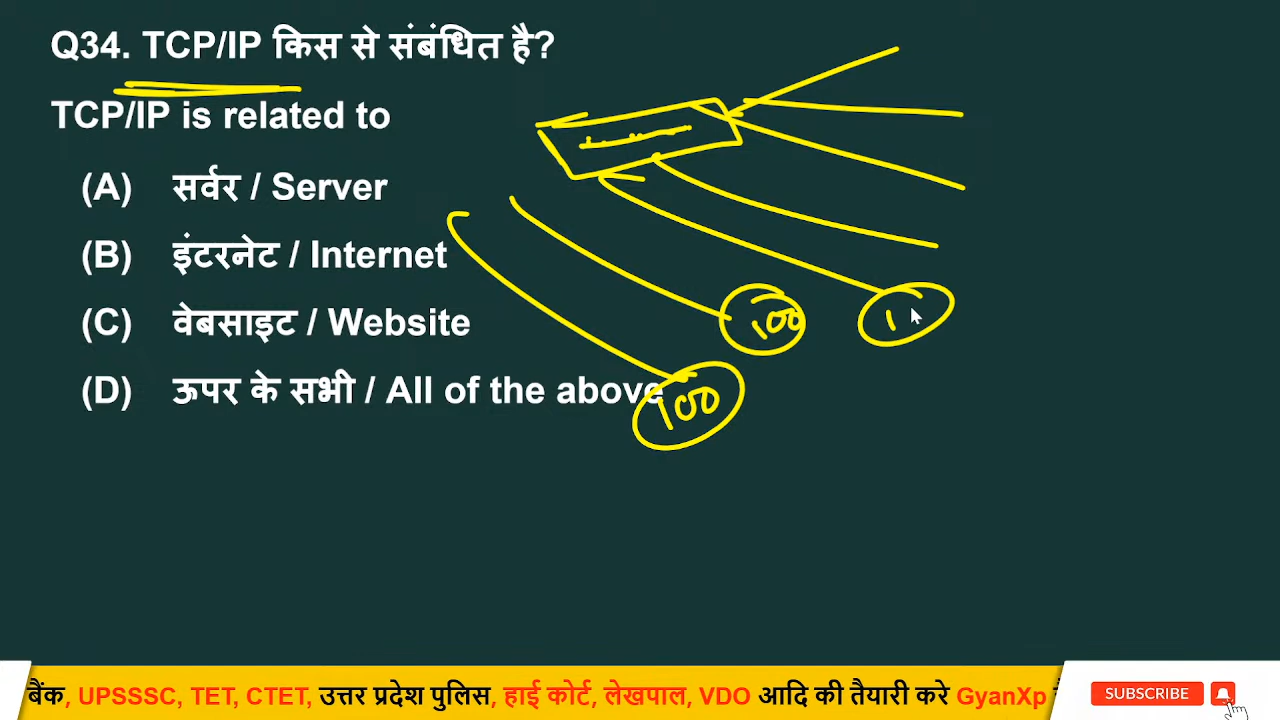 Q34. TCP/IP किस से संबंधित है?
TCP/IP is related to
(A) सर्वर / Server
(B) इंटरनेट / Internet
(C) वेबसाइट / Website
100
1
(D) ऊपर के सभी / All of the above
100
बैंक, UPSSSC, TET, CTET, उत्तर प्रदेश पुलिस, हाई कोर्ट, लेखपाल, VDO आदि की तैयारी करे GyanXp
SUBSCRIBE